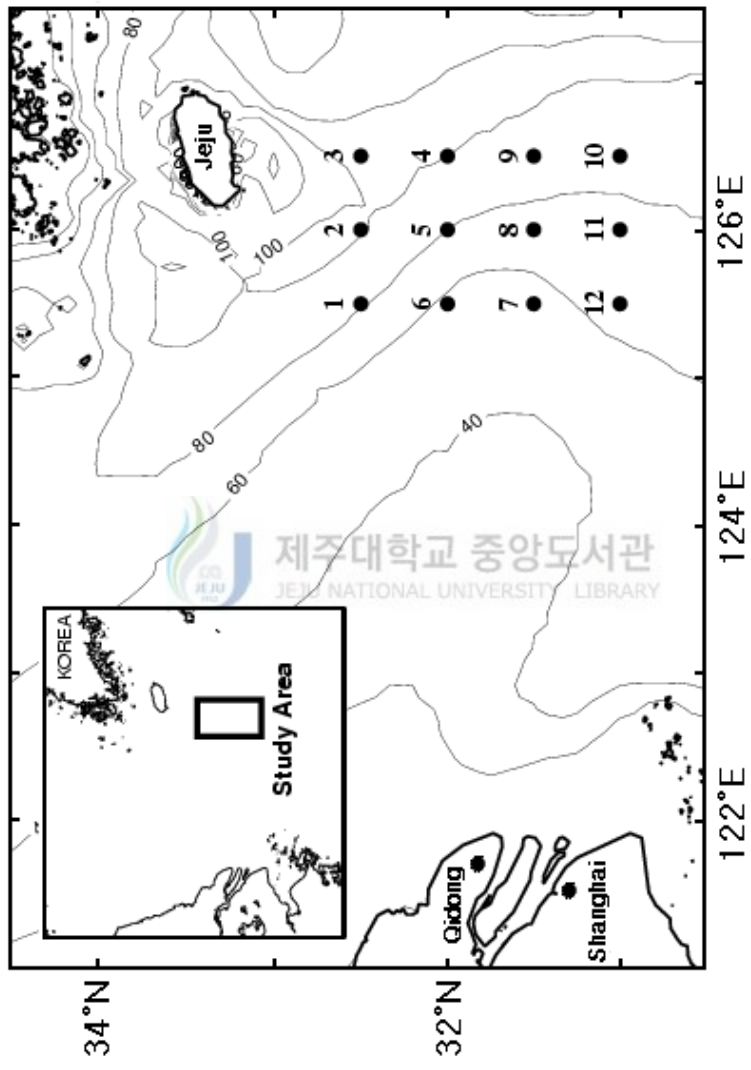 80
Jeju
100
100
80
60
40
1
2
3
6
5
4
7
8
9
12
11
10
126°E
124°E
122°E
34°N
32°N
KOREA
Study Area
Qidong
Shanghai
JEJU
1952
제주대학교 중앙도서관
JEJU NATIONAL UNIVERSITY LIBRARY